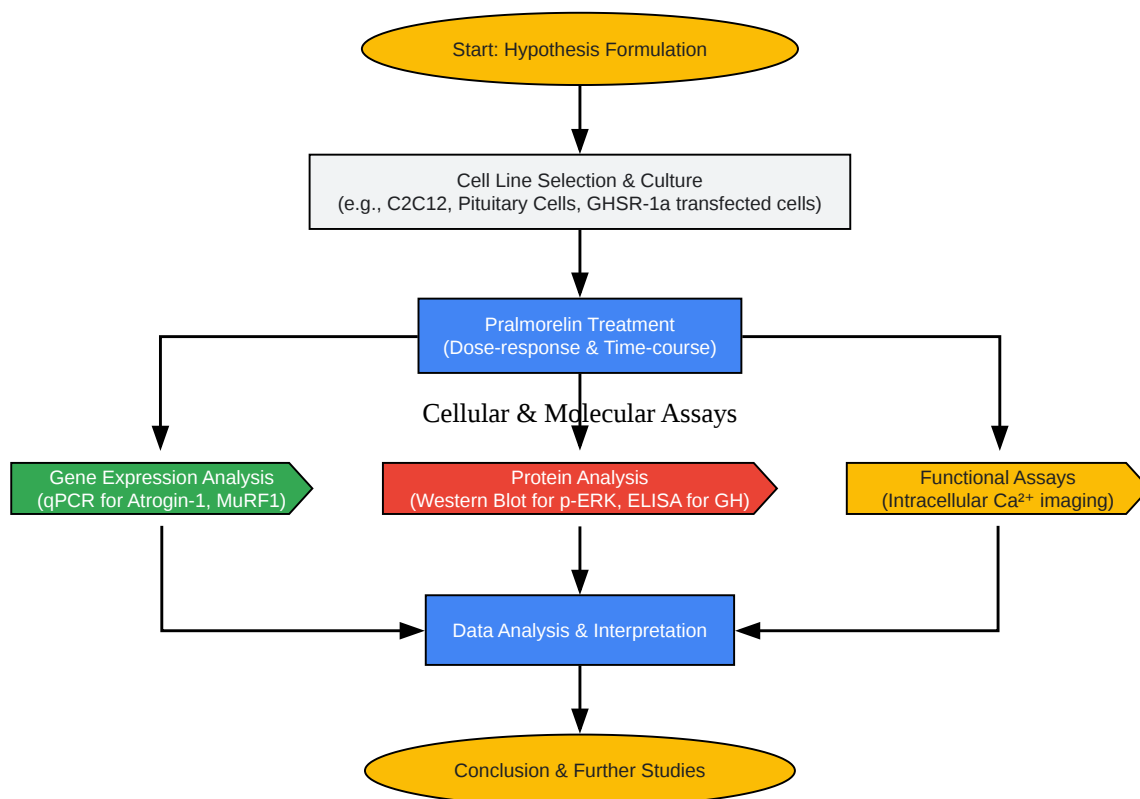 Start: Hypothesis Formulation
Cell Line Selection & Culture
(e.g., C2C12, Pituitary Cells, GHSR-1a transfected cells)
Pralmorelin Treatment
(Dose-response & Time-course)
Cellular & Molecular Assays
Gene Expression Analysis
(qPCR for Atrogin-1, MuRF1)
Protein Analysis
(Western Blot for p-ERK, ELISA for GH)
Functional Assays
(Intracellular Ca²⁺ imaging)
Data Analysis & Interpretation
Conclusion & Further Studies